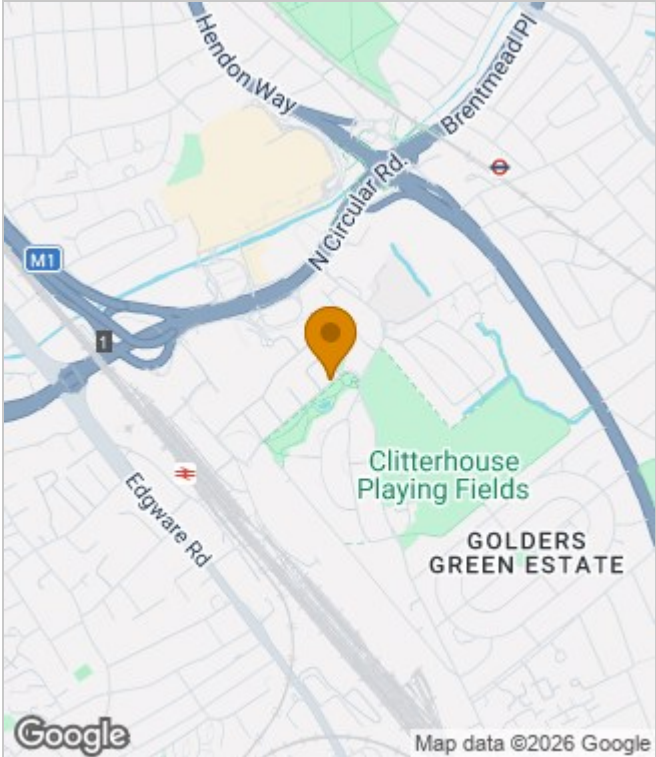 Hendon Way
Brentmead Pl
N Circular Rd.
M1
1
Clitterhouse
Playing Fields
Edgware Rd
GOLDERS
GREEN ESTATE
Google
Map data ©2026 Google